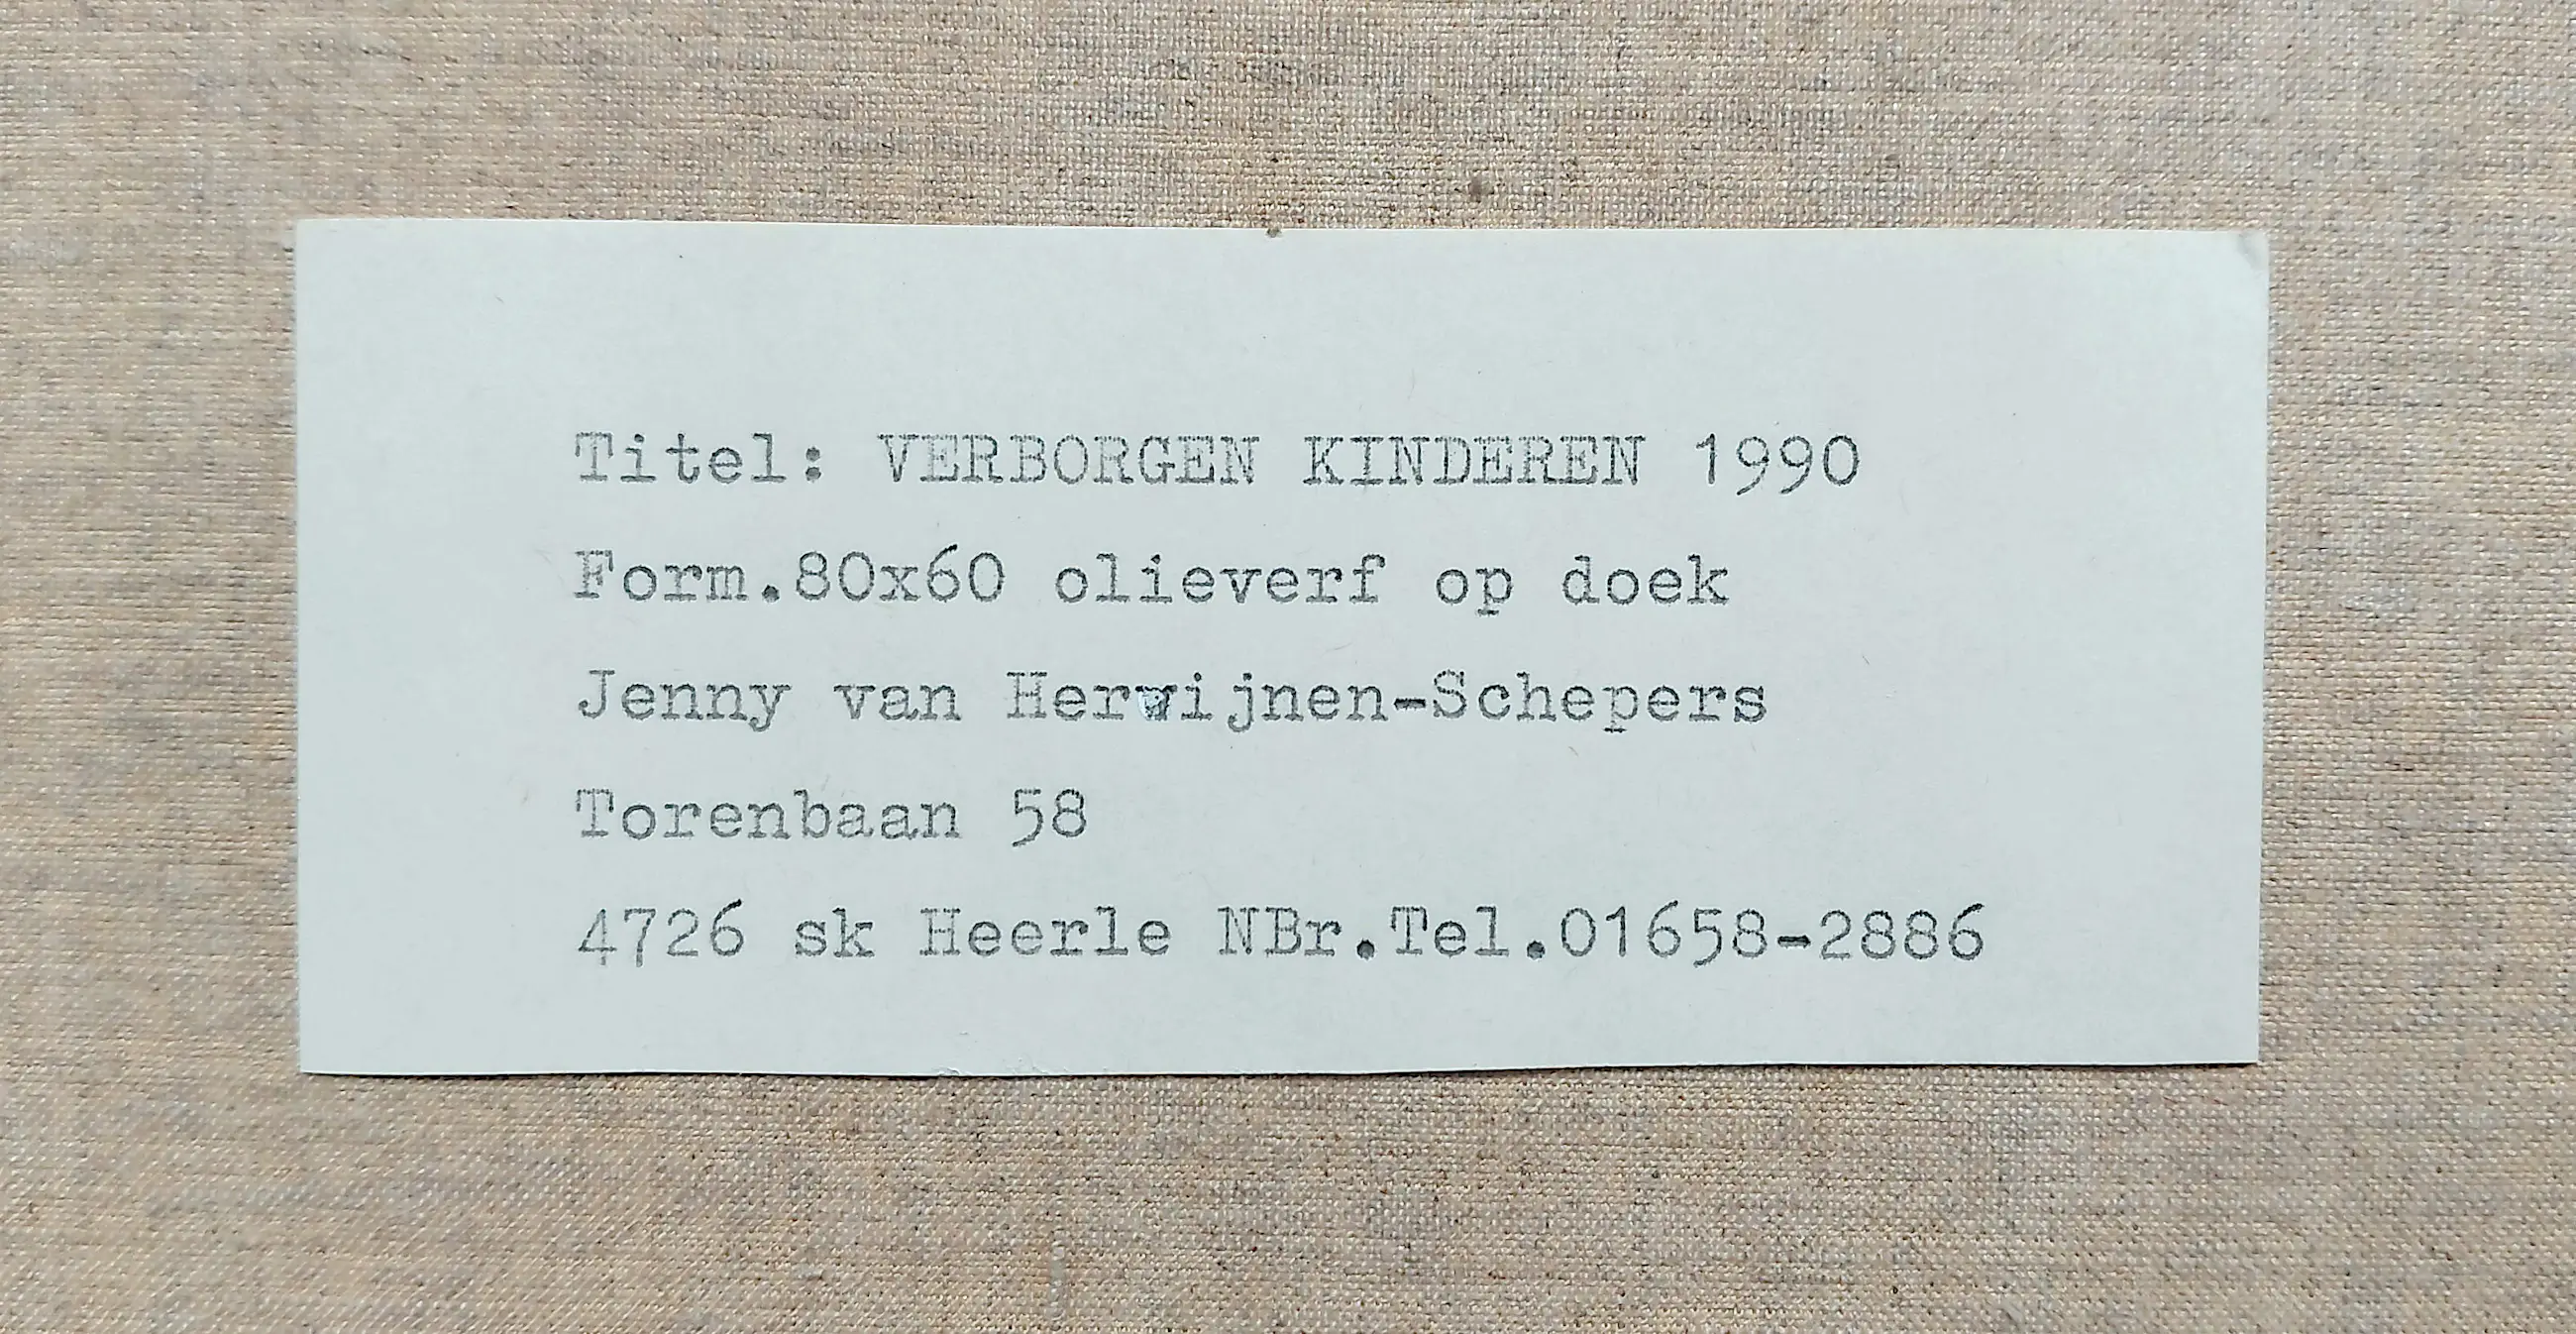 Titel: VERBORGEN KINDEREN 1990
Form.80x60 olieverf op doek
Jenny van Herwijnen-Schepers
Torenbaan 58
4726 sk Heerle NBr.Tel.01658-2886